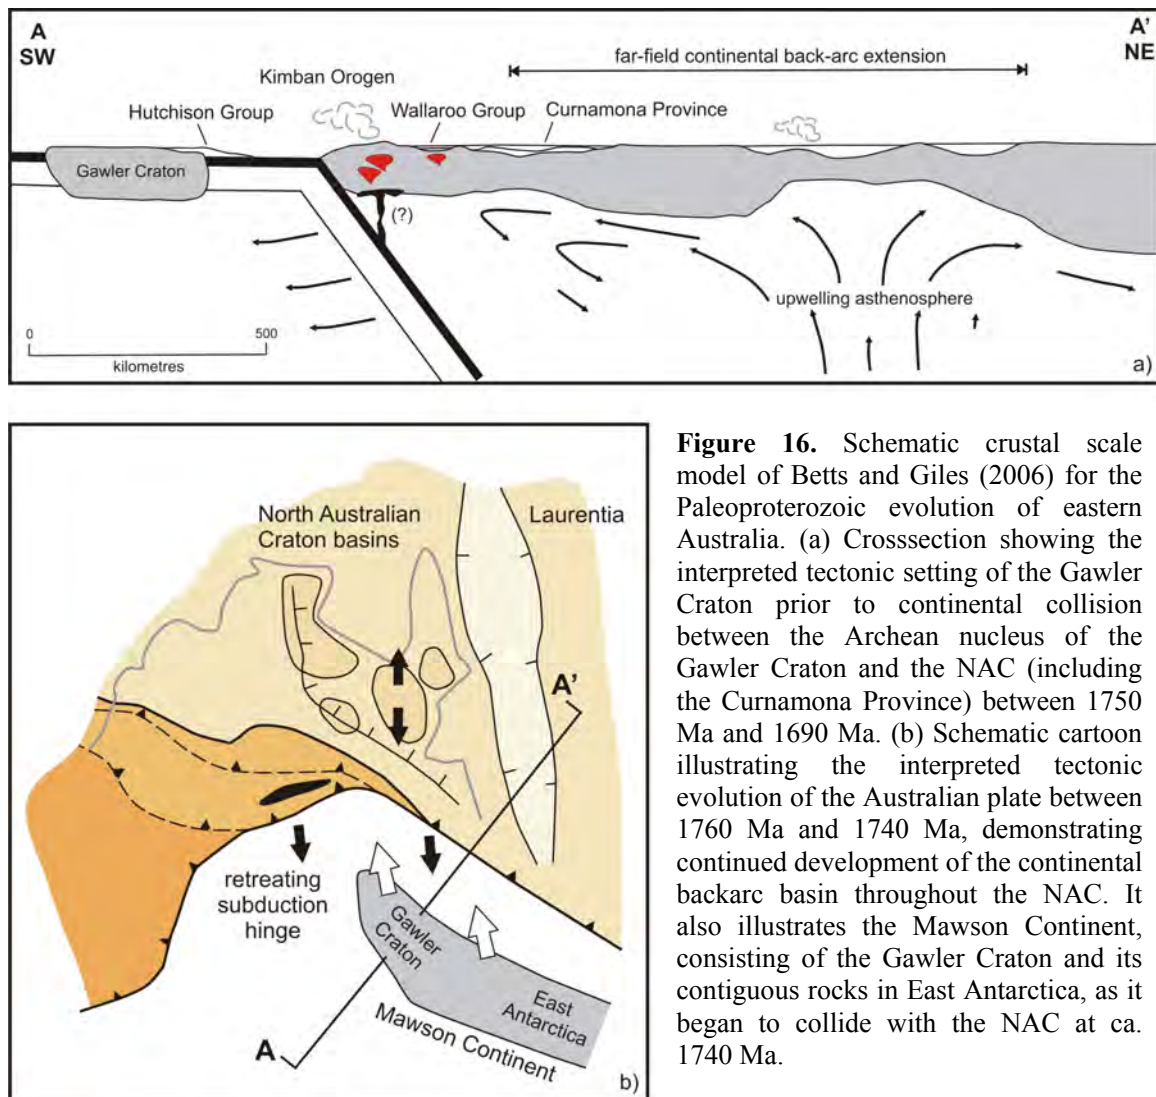 A
SW
A'
NE
far-field continental back-arc extension
Kimban Orogen
Hutchison Group
Wallaroo Group
Curnamona Province
Gawler Craton
(?)
upwelling asthenosphere
0
500
kilometres
a)
North Australian
Craton basins
Laurentia
A'
retreating
subduction
hinge
Gawler
Craton
East
Antarctica
Mawson Continent
A
b)
Figure 16. Schematic crustal scale
model of Betts and Giles (2006) for the
Paleoproterozoic evolution of eastern
Australia. (a) Crosssection showing the
interpreted tectonic setting of the Gawler
Craton prior to continental collision
between the Archean nucleus of the
Gawler Craton and the NAC (including
the Curnamona Province) between 1750
Ma and 1690 Ma. (b) Schematic cartoon
illustrating the interpreted tectonic
evolution of the Australian plate between
1760 Ma and 1740 Ma, demonstrating
continued development of the continental
backarc basin throughout the NAC. It
also illustrates the Mawson Continent,
consisting of the Gawler Craton and its
contiguous rocks in East Antarctica, as it
began to collide with the NAC at ca.
1740 Ma.